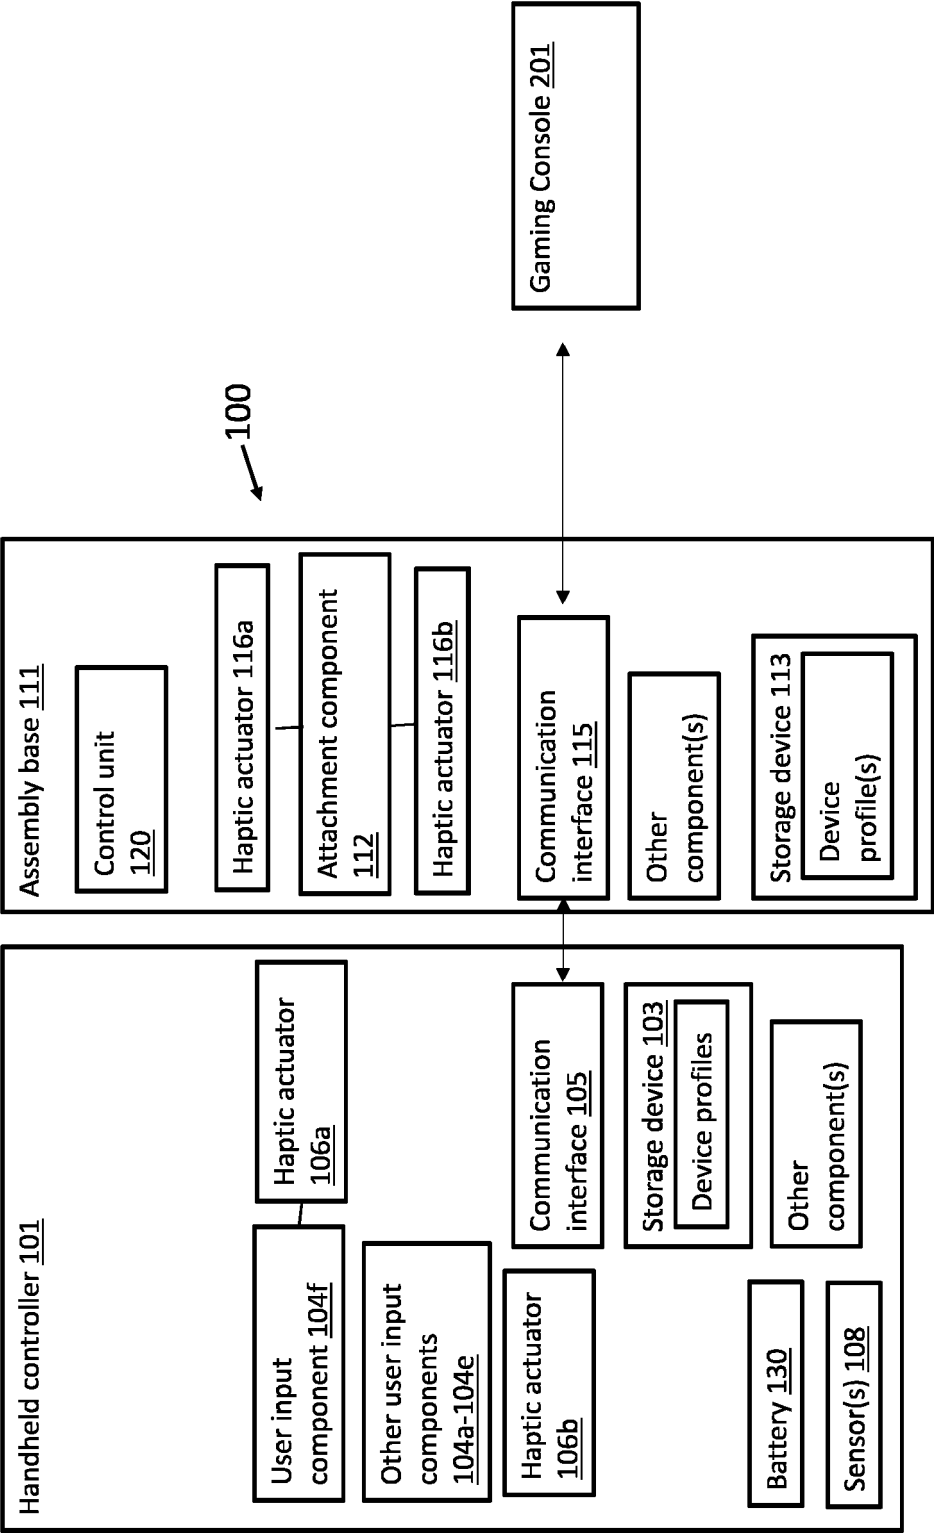 Handheld controller 101
User input
component 104f
Haptic actuator
106a
Other user input
components
104a-104e
Haptic actuator
106b
Communication
interface 105
Storage device 103
Device profiles
Battery 130
Sensor(s) 108
Other
component(s)
Assembly base 111
Control unit
120
Haptic actuator 116a
Attachment component
112
Haptic actuator 116b
Communication
interface 115
Other
component(s)
Storage device 113
Device
profile(s)
100
Gaming Console 201